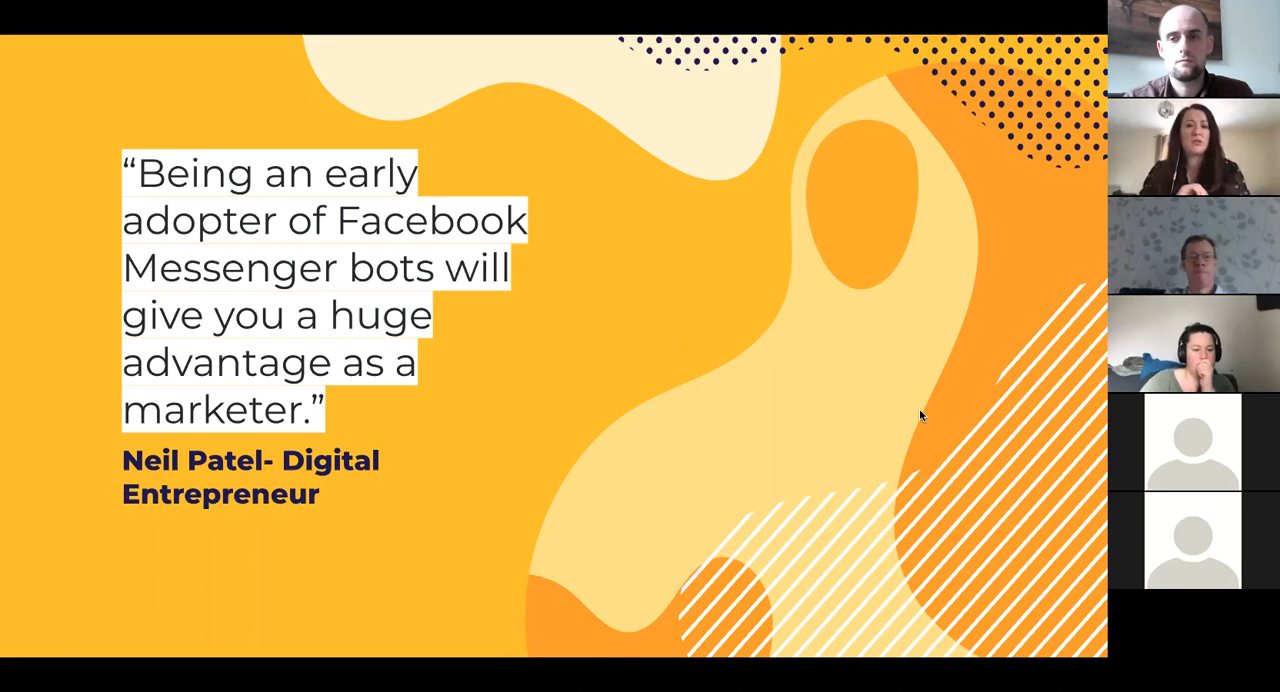 “Being an early
adopter of Facebook
Messenger bots will
give you a huge
advantage as a
marketer.”
Neil Patel- Digital
Entrepreneur